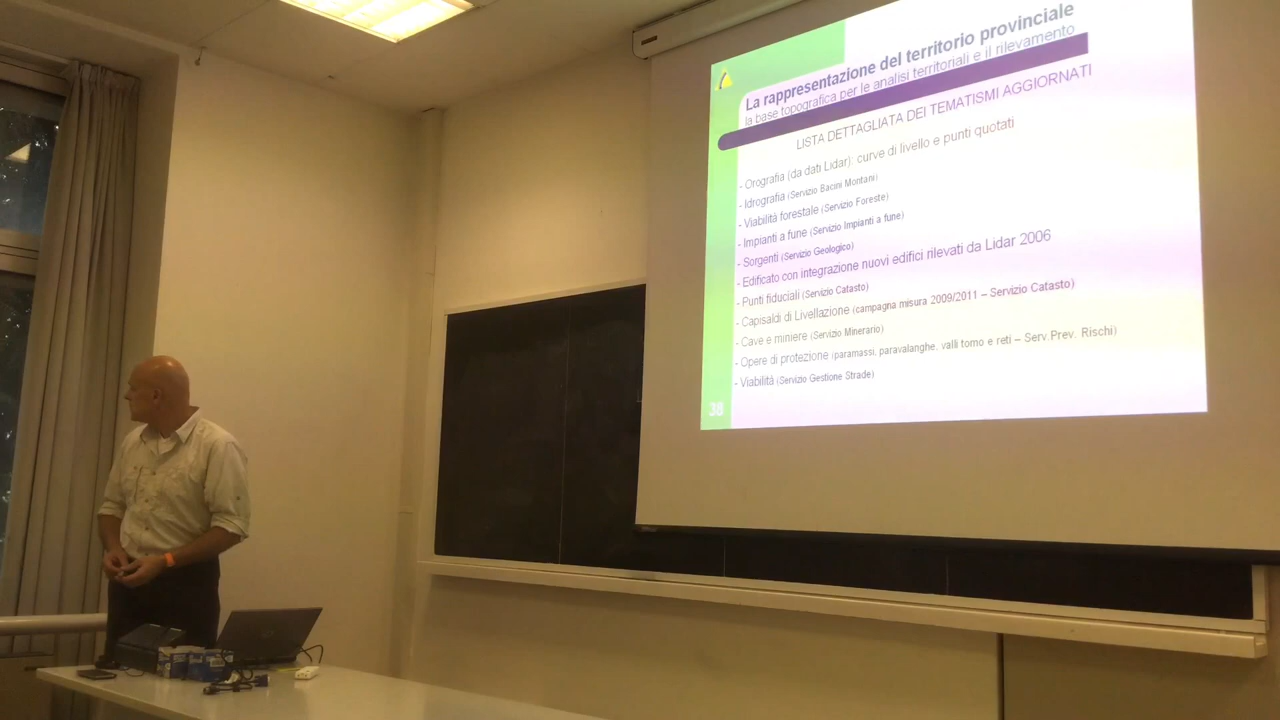 La rappresentazione del territorio provinciale
la base topografica per le analisi territoriali e il rilevamento
LISTA DETTAGLIATA DEI TEMATISMI AGGIORNATI
- Orografia (da dati Lidar): curve di livello e punti quotati
- Idrografia (Servizio Bacini Montani)
- Viabilità forestale (Servizio Foreste)
- Impianti a fune (Servizio Impianti a fune)
- Sorgenti (Servizio Geologico)
- Edificato con integrazione nuovi edifici rilevati da Lidar 2006
- Punti fiduciali (Servizio Catasto)
- Capisaldi di Livellazione (campagna misura 2009/2011 – Servizio Catasto)
- Cave e miniere (Servizio Minerario)
- Opere di protezione (paramassi, paravalanghe, valli tomo e reti – Serv.Prev. Rischi)
- Viabilità (Servizio Gestione Strade)
36